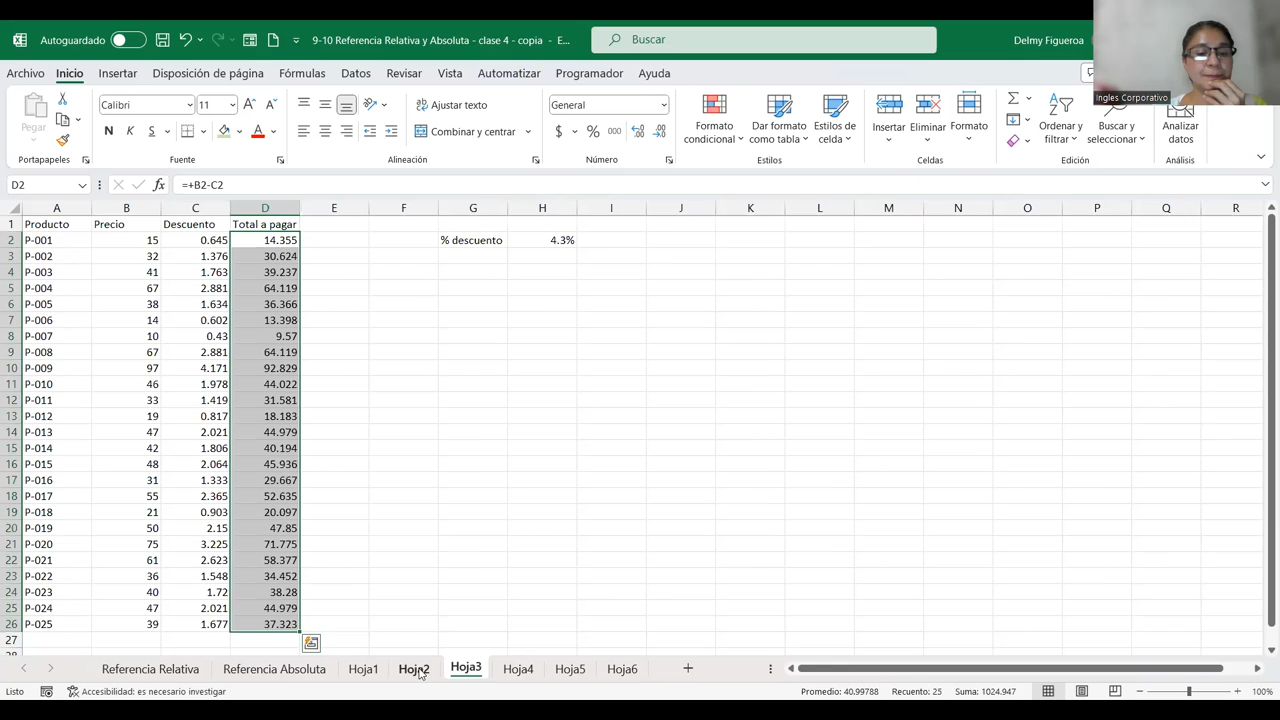 Autoguardado
9-10 Referencia Relativa y Absoluta - clase 4 - copia - E...
Buscar
Delmy Figueroa
Ingles Corporativo
Archivo Inicio Insertar Disposición de página Fórmulas Datos Revisar Vista Automatizar Programador Ayuda
Pegar
Calibri 11
Ajustar texto
General
Combinar y centrar
Formato condicional
Dar formato como tabla
Estilos de celda
Insertar Eliminar Formato
Ordenar y filtrar
Buscar y seleccionar
Analizar datos
Portapapeles Fuente Alineación Número Estilos Celdas Edición Análisis
D2 =+B2-C2
A B C D E F G H I J K L M N O P Q R
1 Producto Precio Descuento Total a pagar
2 P-001 15 0.645 14.355 % descuento 4.3%
3 P-002 32 1.376 30.624
4 P-003 41 1.763 39.237
5 P-004 67 2.881 64.119
6 P-005 38 1.634 36.366
7 P-006 14 0.602 13.398
8 P-007 10 0.43 9.57
9 P-008 67 2.881 64.119
10 P-009 97 4.171 92.829
11 P-010 46 1.978 44.022
12 P-011 33 1.419 31.581
13 P-012 19 0.817 18.183
14 P-013 47 2.021 44.979
15 P-014 42 1.806 40.194
16 P-015 48 2.064 45.936
17 P-016 31 1.333 29.667
18 P-017 55 2.365 52.635
19 P-018 21 0.903 20.097
20 P-019 50 2.15 47.85
21 P-020 75 3.225 71.775
22 P-021 61 2.623 58.377
23 P-022 36 1.548 34.452
24 P-023 40 1.72 38.28
25 P-024 47 2.021 44.979
26 P-025 39 1.677 37.323
27
Referencia Relativa Referencia Absoluta Hoja1 Hoja2 Hoja3 Hoja4 Hoja5 Hoja6
Listo Accesibilidad: es necesario investigar Promedio: 40.99788 Recuento: 25 Suma: 1024.947 100%